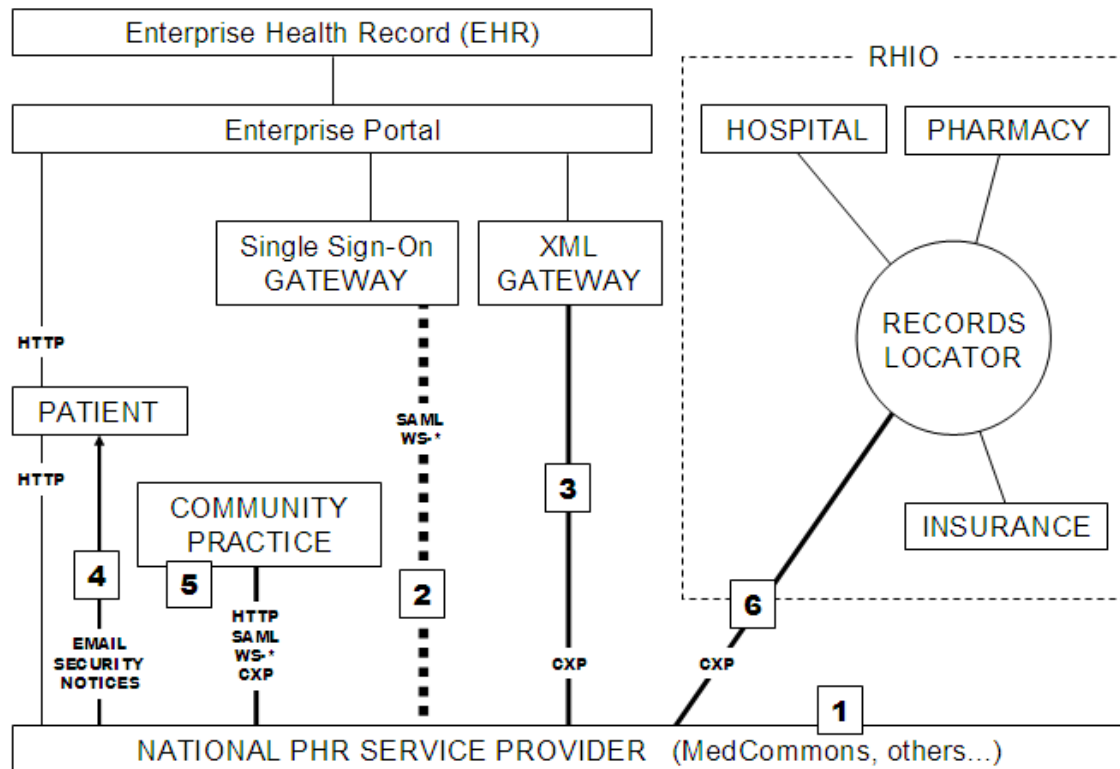 Enterprise Health Record (EHR)
RHIO
Enterprise Portal
HOSPITAL
PHARMACY
Single Sign-On
GATEWAY
XML
GATEWAY
RECORDS
LOCATOR
HTTP
PATIENT
SAML
WS-*
HTTP
3
COMMUNITY
PRACTICE
INSURANCE
4
5
2
6
HTTP
SAML
WS-*
CXP
EMAIL
SECURITY
NOTICES
CXP
CXP
1
NATIONAL PHR SERVICE PROVIDER (MedCommons, others...)